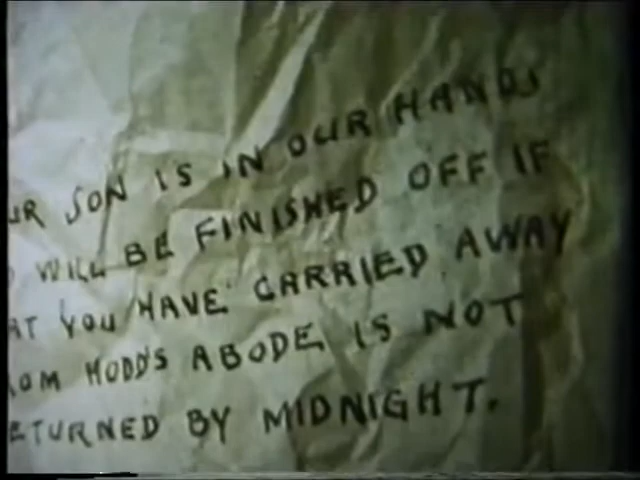 UR SON IS IN OUR HANDS
WILL BE FINISHED OFF IF
AT YOU HAVE CARRIED AWAY
OM HODD'S ABODE IS NOT
ETURNED BY MIDNIGHT.